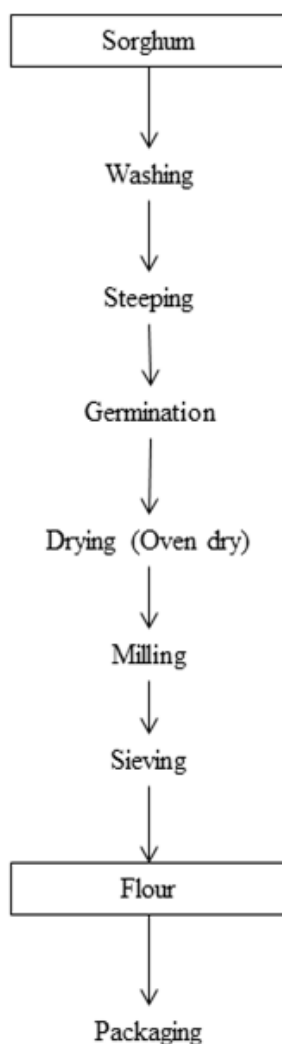 Sorghum
Washing
Steeping
Germination
Drying (Oven dry)
Milling
Sieving
Flour
Packaging